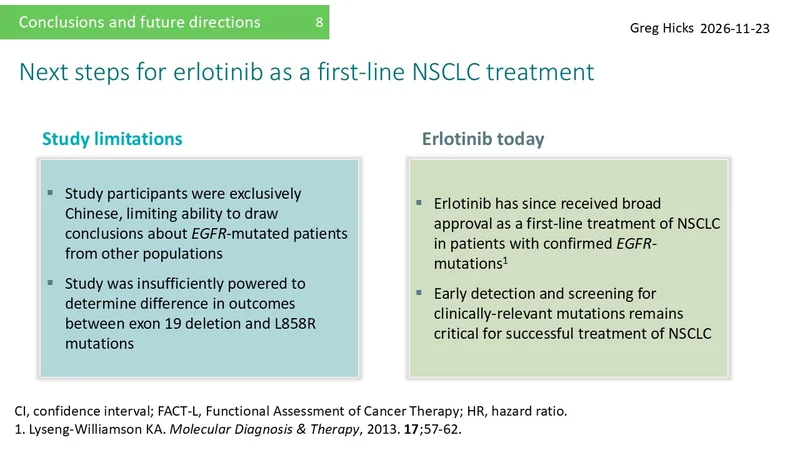 Conclusions and future directions 8
Greg Hicks 2026-11-23
Next steps for erlotinib as a first-line NSCLC treatment
Study limitations
▪ Study participants were exclusively
Chinese, limiting ability to draw
conclusions about EGFR-mutated patients
from other populations
▪ Study was insufficiently powered to
determine difference in outcomes
between exon 19 deletion and L858R
mutations
Erlotinib today
▪ Erlotinib has since received broad
approval as a first-line treatment of NSCLC
in patients with confirmed EGFR-
mutations1
▪ Early detection and screening for
clinically-relevant mutations remains
critical for successful treatment of NSCLC
CI, confidence interval; FACT-L, Functional Assessment of Cancer Therapy; HR, hazard ratio.
1. Lyseng-Williamson KA. Molecular Diagnosis & Therapy, 2013. 17;57-62.